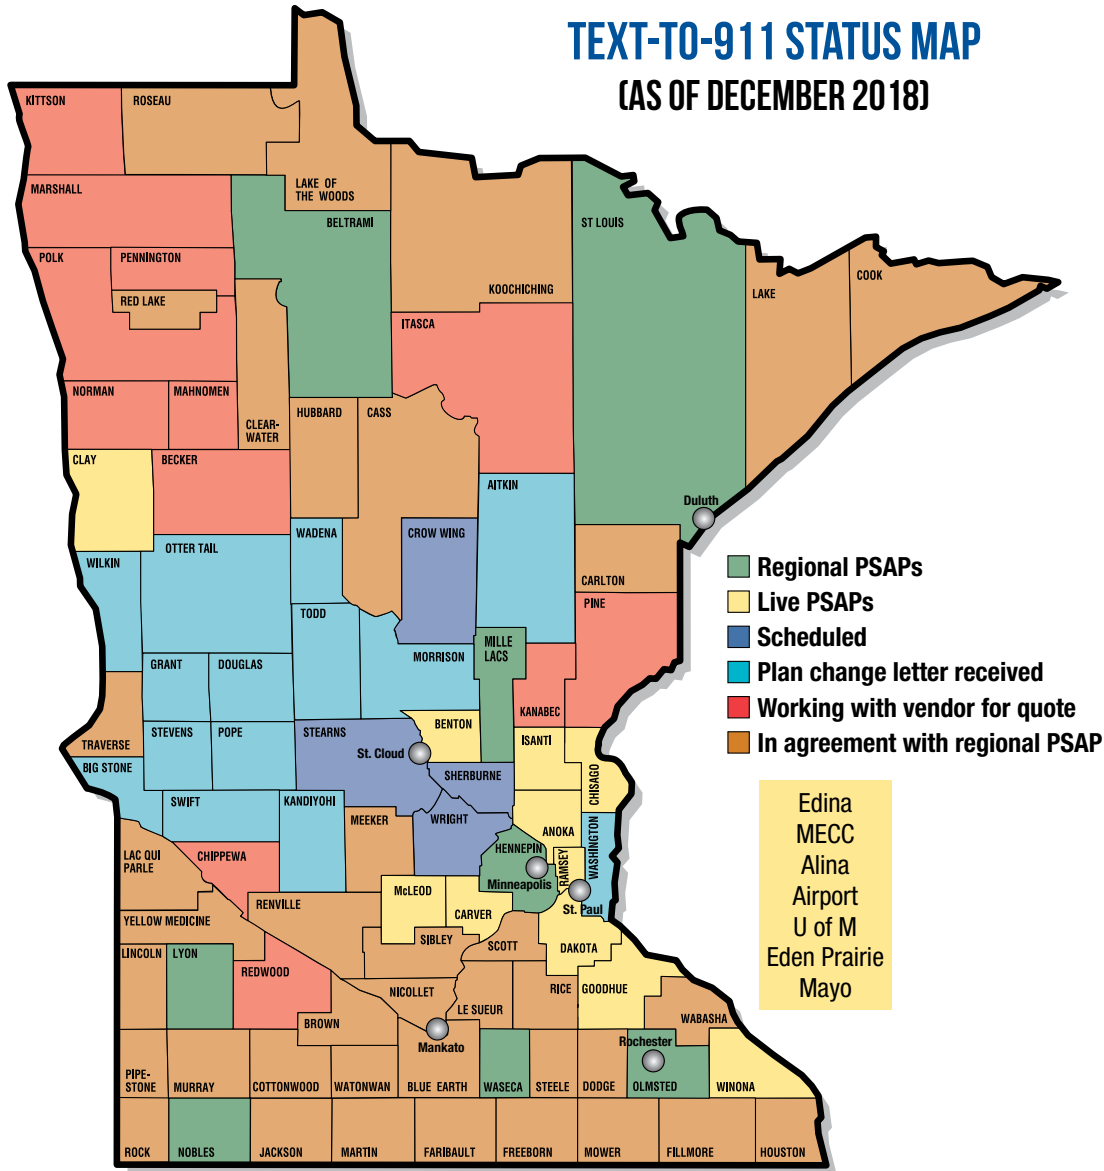 TEXT-TO-911 STATUS MAP
(AS OF DECEMBER 2018)
KITTSON
ROSEAU
LAKE OF
THE WOODS
MARSHALL
BELTRAMI
ST LOUIS
POLK
PENNINGTON
RED LAKE
KOOCHICHING
LAKE
COOK
ITASCA
NORMAN
MAHNOMEN
CLEAR-
WATER
HUBBARD
CASS
CLAY
BECKER
AITKIN
Duluth
WADENA
CROW WING
OTTER TAIL
WILKIN
CARLTON
PINE
TODD
MORRISON
MILLE
LACS
GRANT
DOUGLAS
KANABEC
STEVENS
POPE
STEARNS
BENTON
ISANTI
TRAVERSE
St. Cloud
BIG STONE
SHERBURNE
CHISAGO
SWIFT
KANDIYOHI
MEEKER
WRIGHT
ANOKA
WASHINGTON
HENNEPIN
RAMSEY
LAC QUI
PARLE
CHIPPEWA
Minneapolis
McLEOD
RENVILLE
CARVER
St. Paul
YELLOW MEDICINE
SIBLEY
SCOTT
DAKOTA
LINCOLN
LYON
REDWOOD
NICOLLET
LE SUEUR
RICE
GOODHUE
WABASHA
BROWN
Mankato
Rochester
PIPE-
STONE
MURRAY
COTTONWOOD
WATONWAN
BLUE EARTH
WASECA
STEELE
DODGE
OLMSTED
WINONA
ROCK
NOBLES
JACKSON
MARTIN
FARIBAULT
FREEBORN
MOWER
FILLMORE
HOUSTON
Regional PSAPs
Live PSAPs
Scheduled
Plan change letter received
Working with vendor for quote
In agreement with regional PSAP
Edina
MECC
Alina
Airport
U of M
Eden Prairie
Mayo